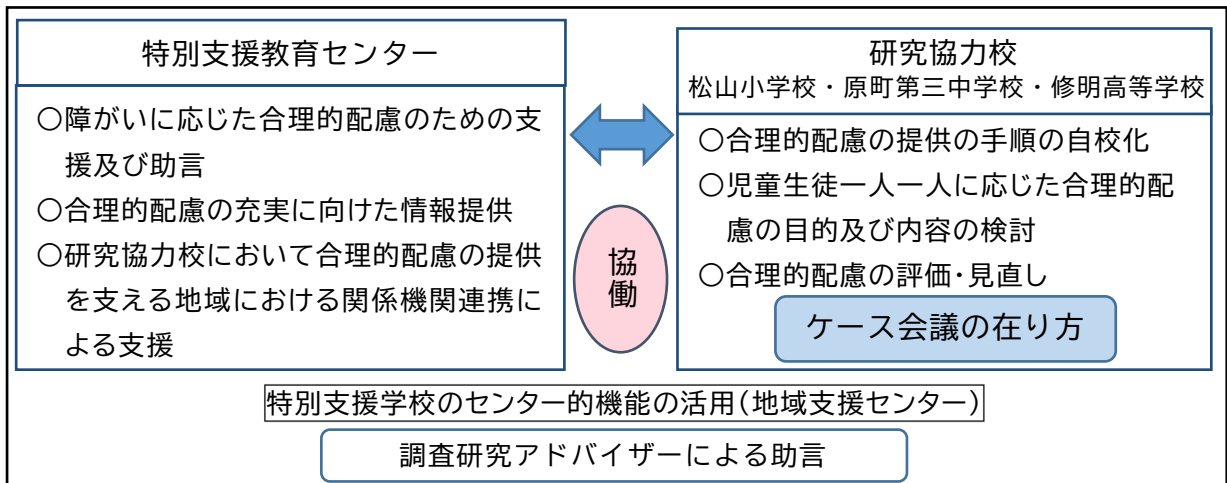 特別支援教育センター
○障がいに応じた合理的配慮のための支
援及び助言
○合理的配慮の充実に向けた情報提供
○研究協力校において合理的配慮の提供
を支える地域における関係機関連携に
よる支援
協
働
研究協力校
松山小学校・原町第三中学校・修明高等学校
○合理的配慮の提供の手順の自校化
○児童生徒一人一人に応じた合理的配
慮の目的及び内容の検討
○合理的配慮の評価・見直し
ケース会議の在り方
特別支援学校のセンター的機能の活用(地域支援センター)
調査研究アドバイザーによる助言